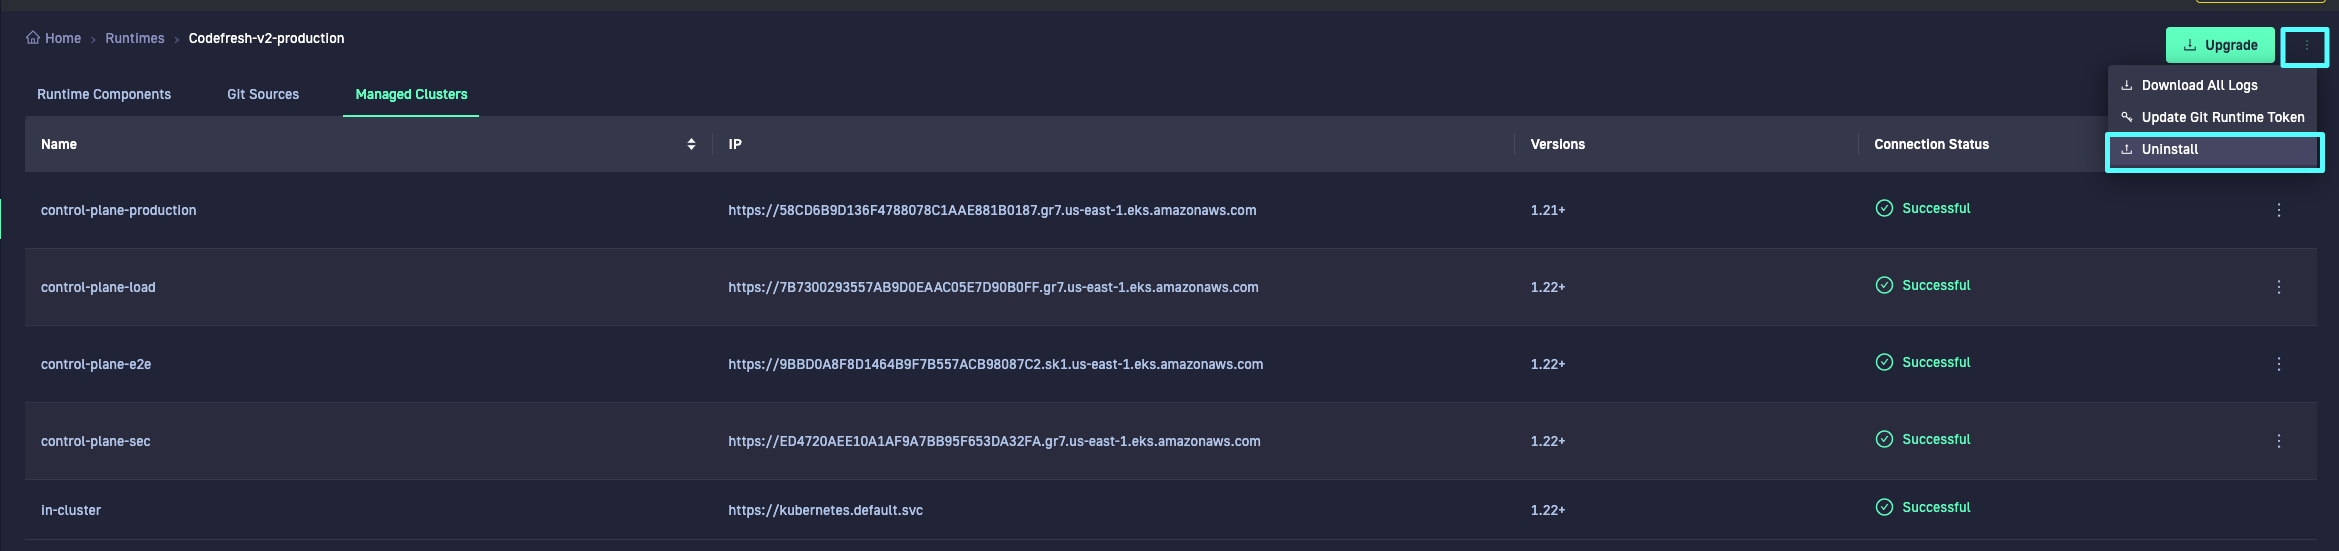 Home > Runtimes > Codefresh-v2-production
Upgrade
Download All Logs
Update Git Runtime Token
Uninstall
Runtime Components Git Sources Managed Clusters
Name IP Versions Connection Status
control-plane-production https://58CD6B9D136F4788078C1AAE881B0187.gr7.us-east-1.eks.amazonaws.com 1.21+ Successful
control-plane-load https://7B7300293557AB9D0EAAC05E7D90B0FF.gr7.us-east-1.eks.amazonaws.com 1.22+ Successful
control-plane-e2e https://9BBD0A8F8D1464B9F7B557ACB98087C2.sk1.us-east-1.eks.amazonaws.com 1.22+ Successful
control-plane-sec https://ED4720AEE10A1AF9A7BB95F653DA32FA.gr7.us-east-1.eks.amazonaws.com 1.22+ Successful
in-cluster https://kubernetes.default.svc 1.22+ Successful